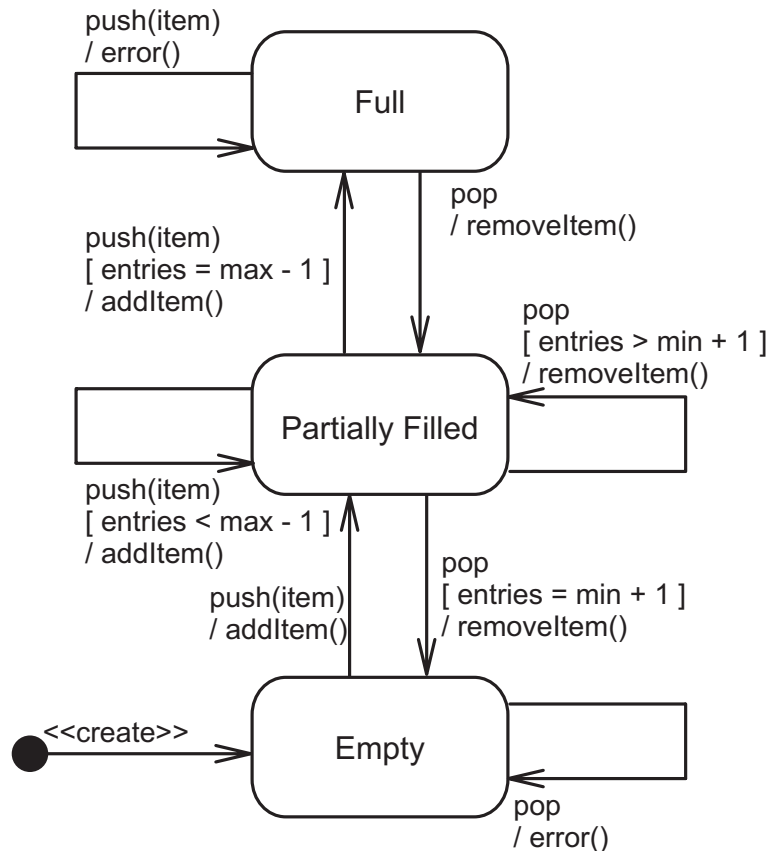 push(item)
/ error()
Full
pop
/ removeItem()
push(item)
[ entries = max - 1 ]
/ addItem()
pop
[ entries > min + 1 ]
/ removeItem()
Partially Filled
push(item)
[ entries < max - 1 ]
/ addItem()
pop
[ entries = min + 1 ]
/ removeItem()
push(item)
/ addItem()
<<create>>
Empty
pop
/ error()